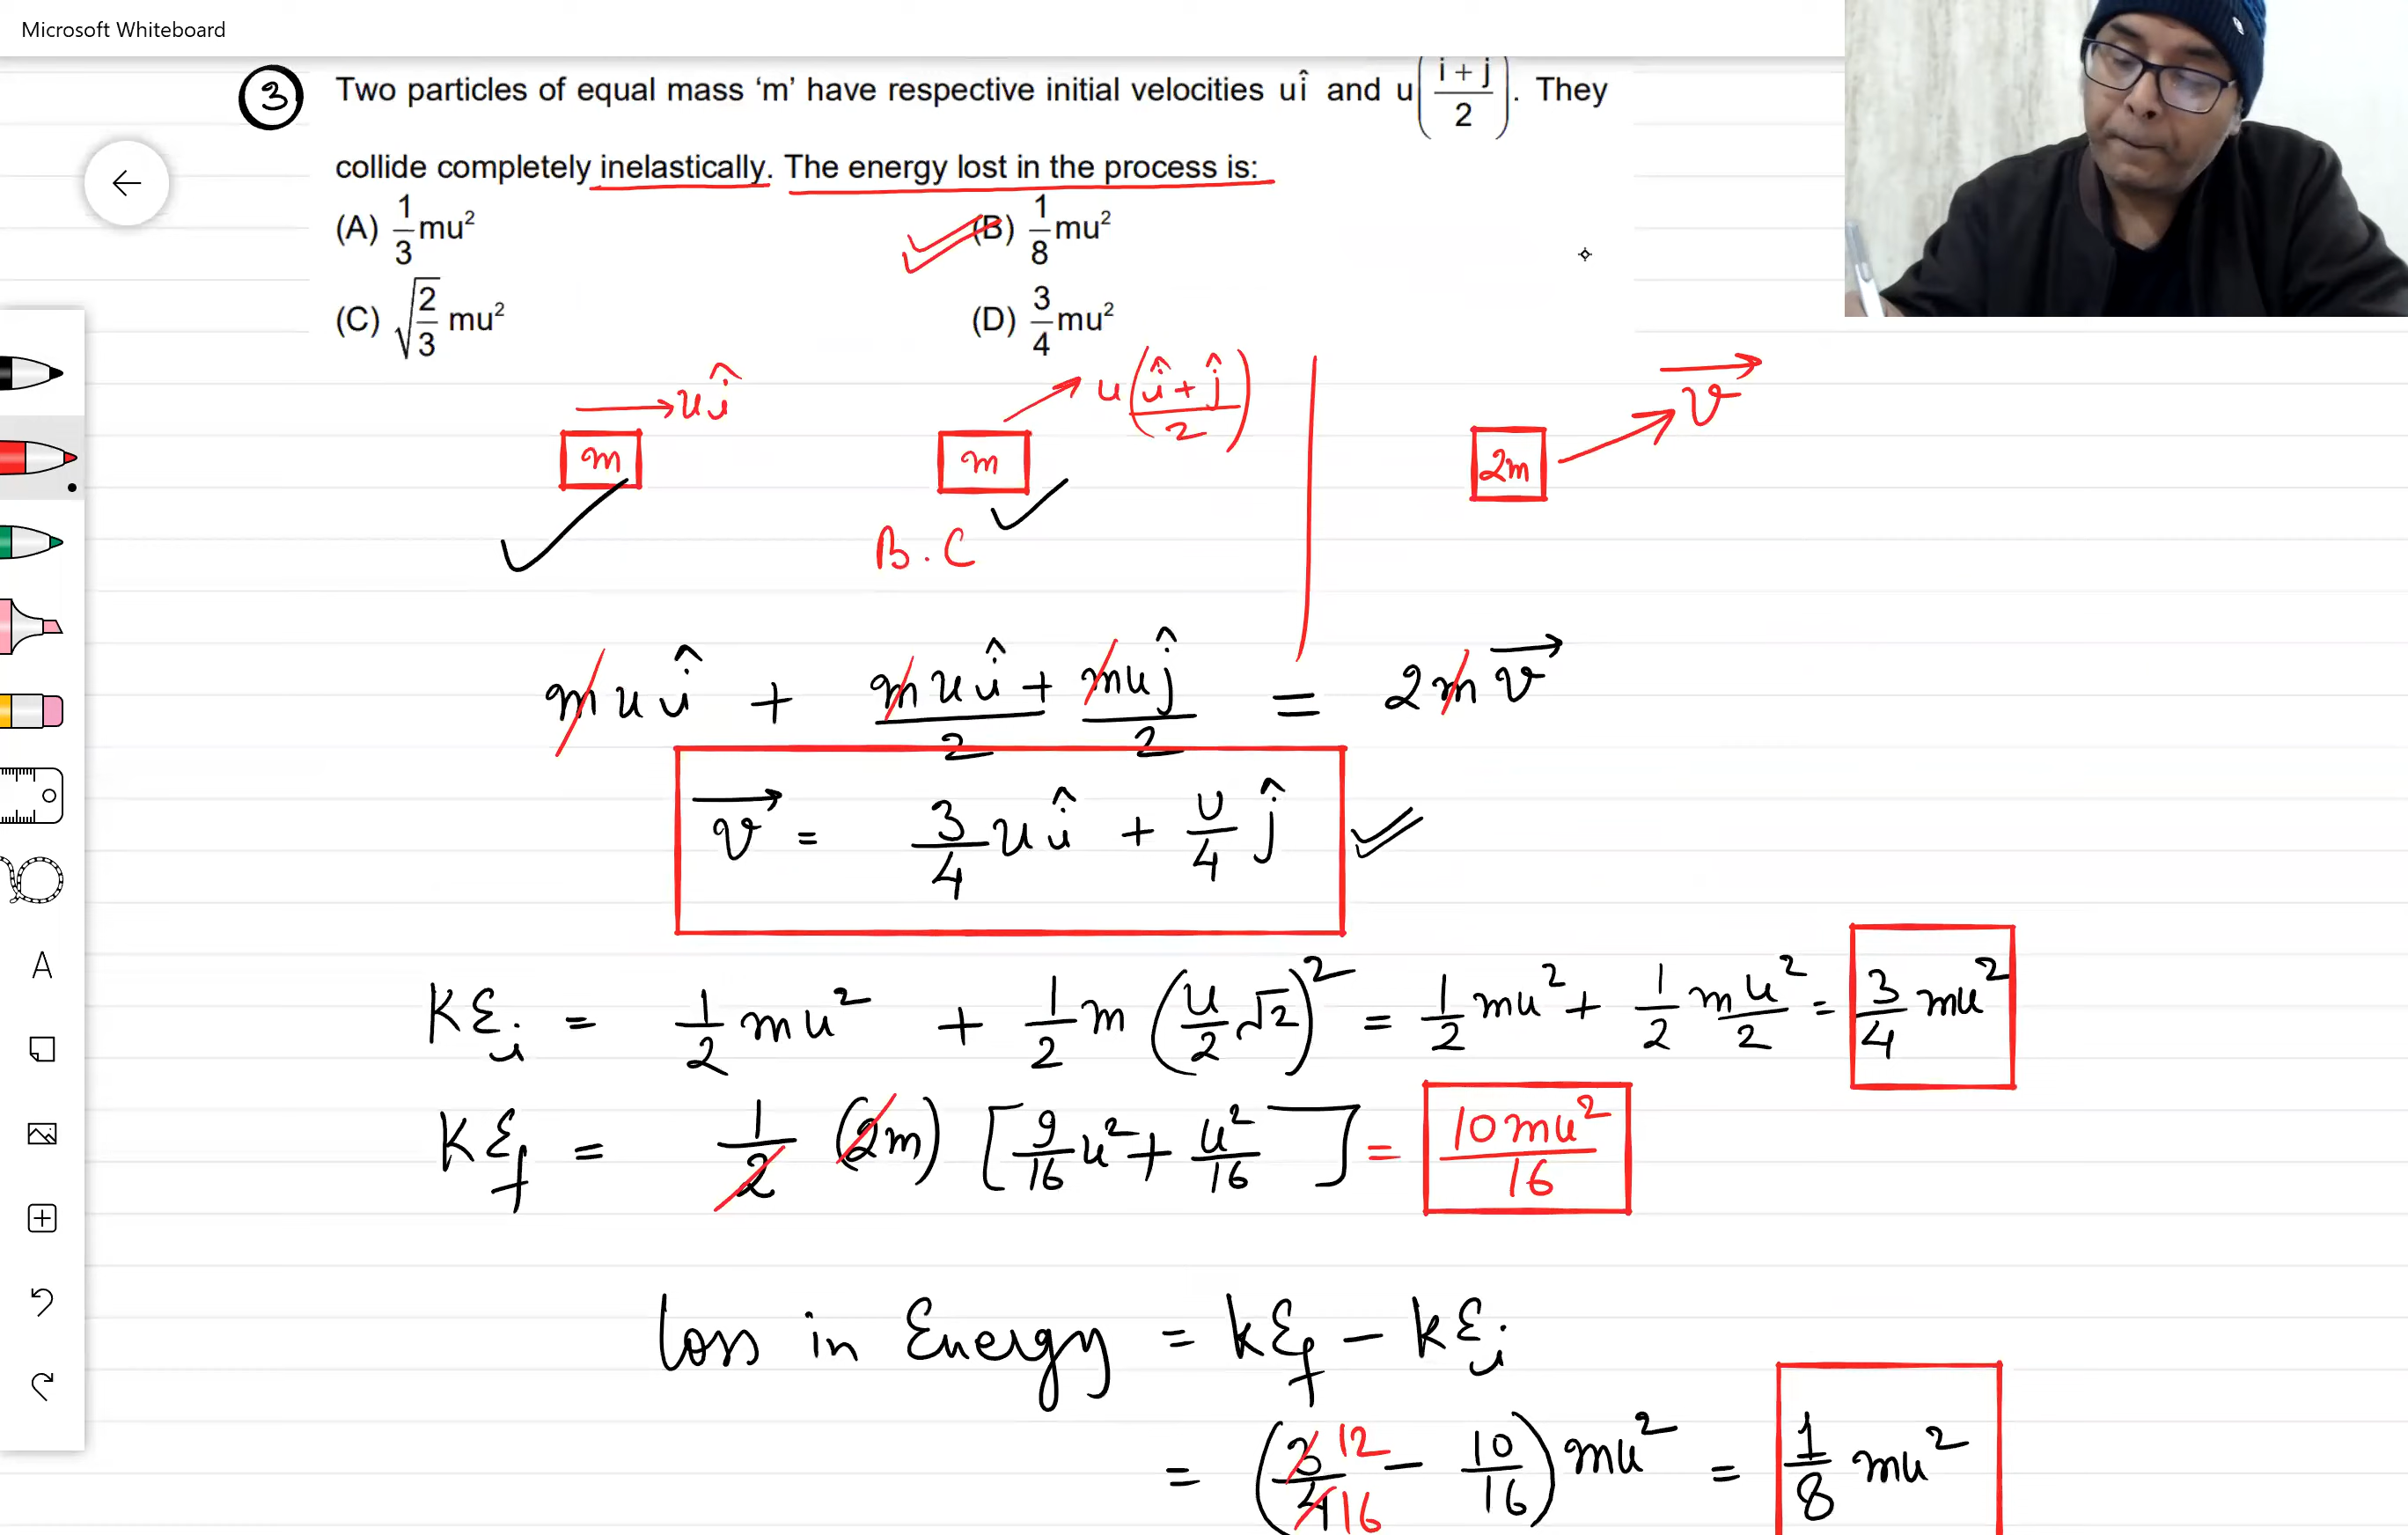 Microsoft Whiteboard
③ Two particles of equal mass ‘m’ have respective initial velocities uî and u((i + j)/2). They
collide completely inelastically. The energy lost in the process is:
(A) 1/3 mu² (B) 1/8 mu²
(C) √(2/3) mu² (D) 3/4 mu²
uî u((î + ĵ)/2) v⃗
m m 2m
B.C
muî + muî/2 + muĵ/2 = 2mv⃗
v⃗ = 3/4 uî + u/4 ĵ
KEi = 1/2 mu² + 1/2 m (u/2 √2)² = 1/2 mu² + 1/2 mu²/2 = 3/4 mu²
KEf = 1/2 (2m) [9/16 u² + u²/16] = 10mu²/16
Loss in Energy = KEf − KEi
= (3/4 12/16 − 10/16) mu² = 1/8 mu²
A